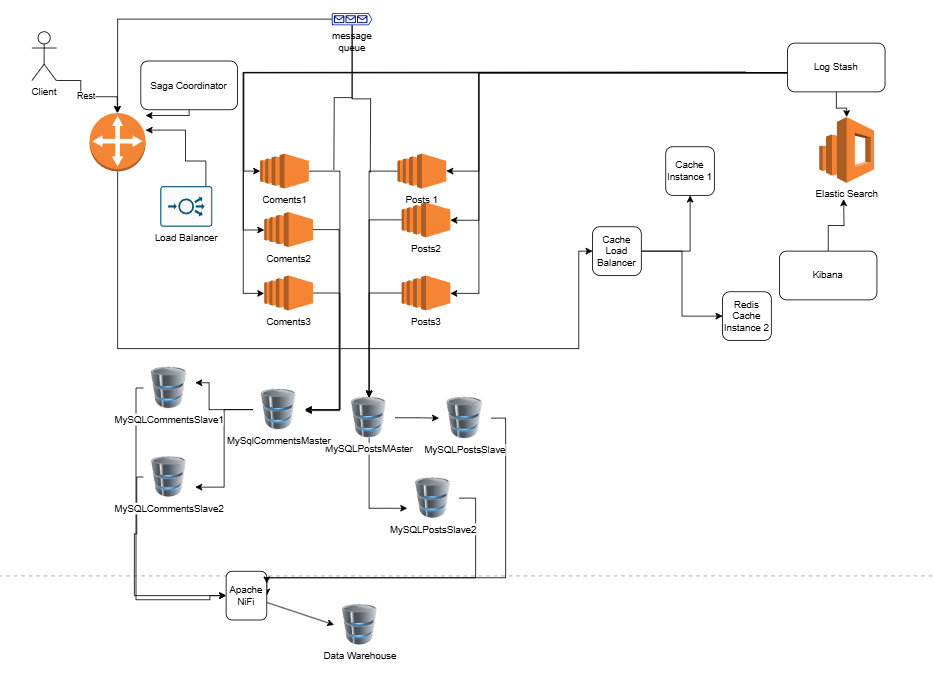 message
queue
Client
Rest
Saga Coordinator
Log Stash
Load Balancer
Coments1
Coments2
Coments3
Posts 1
Posts2
Posts3
Cache
Instance 1
Elastic Search
Cache
Load
Balancer
Kibana
Redis
Cache
Instance 2
MySQLCommentsSlave1
MySqlCommentsMaster
MySQLPostsMAster
MySQLPostsSlave
MySQLCommentsSlave2
MySQLPostsSlave2
Apache
NiFi
Data Warehouse